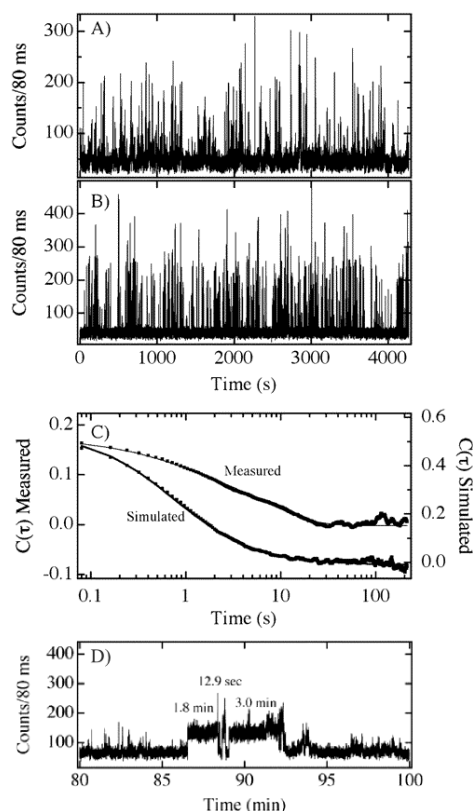 A)
Counts/80 ms
300
200
100
B)
Counts/80 ms
400
300
200
100
0 1000 2000 3000 4000
Time (s)
C)
C(τ) Measured
0.2
0.1
0.0
-0.1
Measured
Simulated
0.6
0.4
0.2
0.0
C(τ) Simulated
0.1 1 10 100
Time (s)
D)
Counts/80 ms
400
300
200
100
12.9 sec
1.8 min
3.0 min
80 85 89 90 95 100
Time (min)